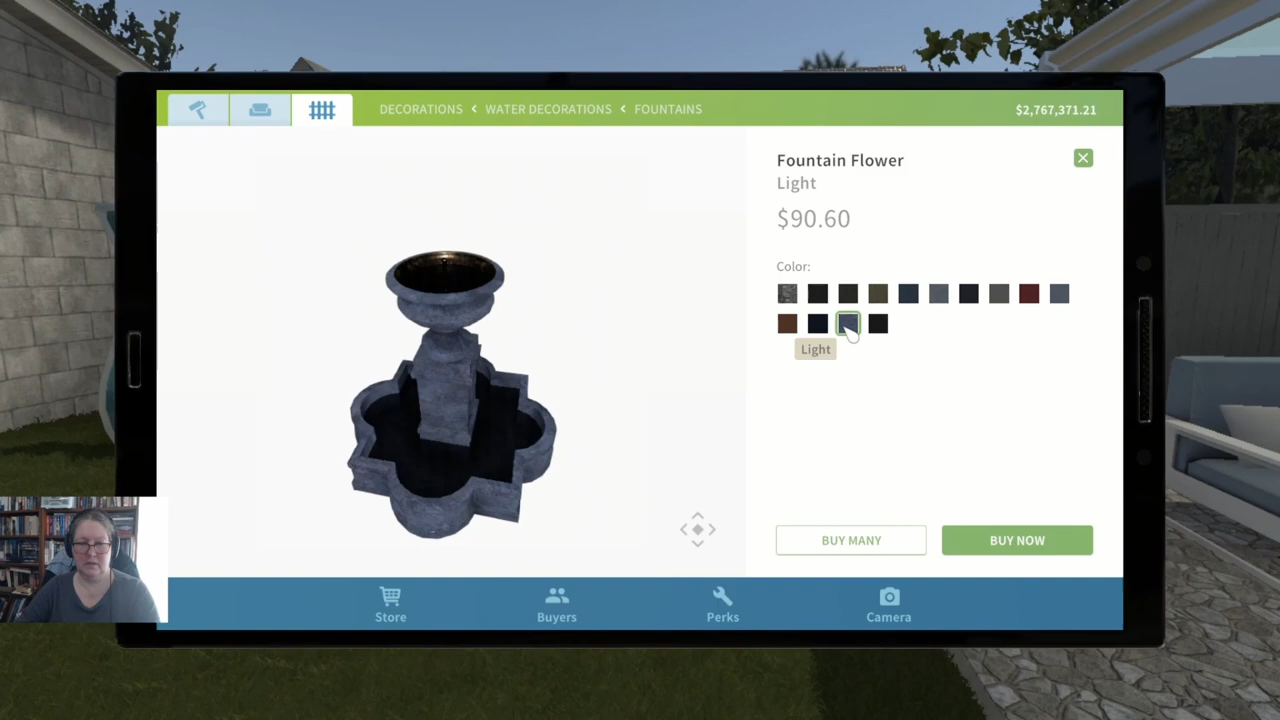 DECORATIONS < WATER DECORATIONS < FOUNTAINS
$2,767,371.21
Fountain Flower
Light
$90.60
Color:
Light
BUY MANY
BUY NOW
Store
Buyers
Perks
Camera